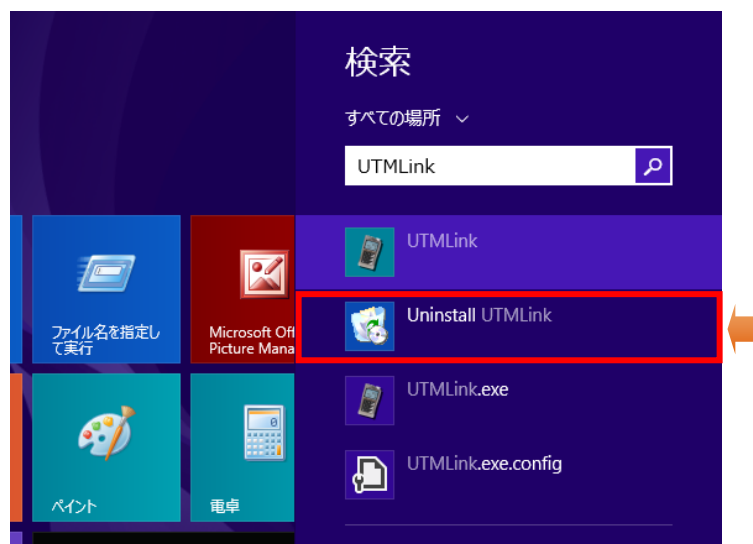 検索
すべての場所
UTMLink
UTMLink
Uninstall UTMLink
UTMLink.exe
UTMLink.exe.config
ファイル名を指定し
て実行
Microsoft Off
Picture Mana
ペイント
電卓
0